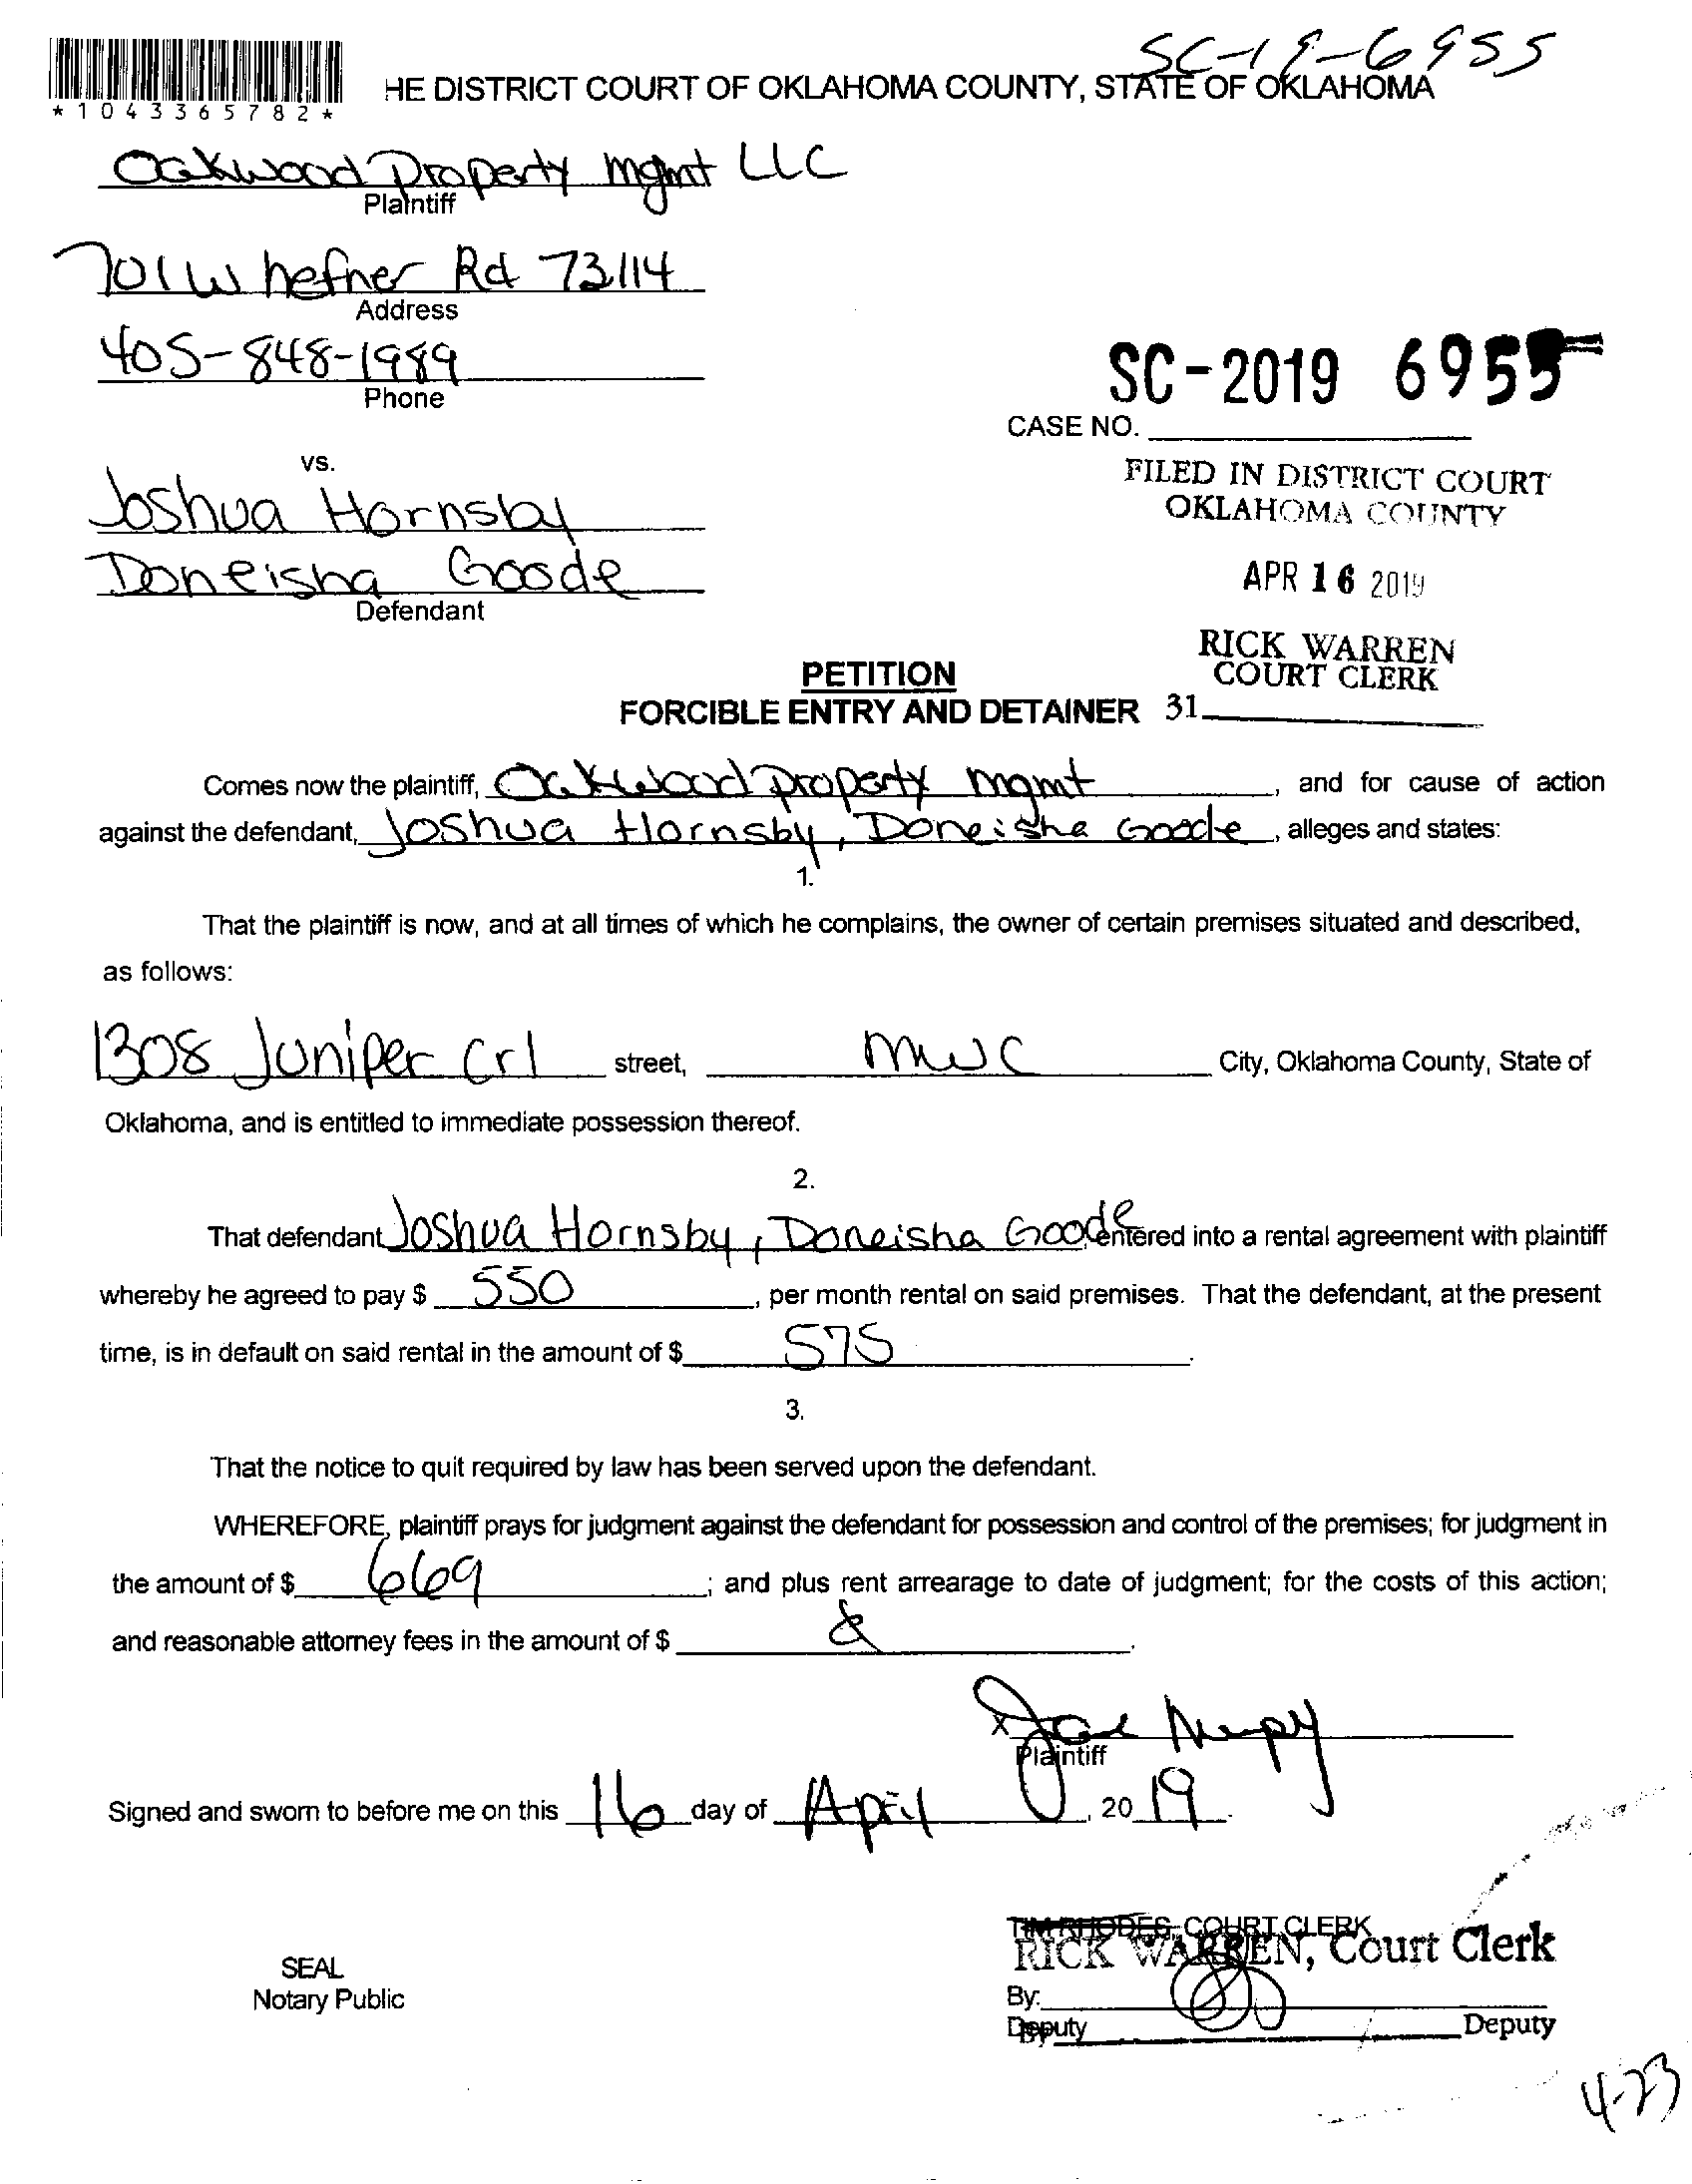 SC-19-6955
HE DISTRICT COURT OF OKLAHOMA COUNTY, STATE OF OKLAHOMA
*1043365782*
Oakwood Property Mgmt LLC
Plaintiff
701 W hefner Rd 73114
Address
405-848-1989
Phone
SC-2019 6955
CASE NO.
vs.
FILED IN DISTRICT COURT
OKLAHOMA COUNTY
Joshua Hornsby
Doneisha Goode
Defendant
APR 16 2019
RICK WARREN
COURT CLERK
PETITION
FORCIBLE ENTRY AND DETAINER 31
Comes now the plaintiff, Oakwood Property Mgmt, and for cause of action
against the defendant, Joshua Hornsby, Doneisha Goode, alleges and states:
1.
That the plaintiff is now, and at all times of which he complains, the owner of certain premises situated and described,
as follows:
1308 Juniper Crl street, MWC City, Oklahoma County, State of
Oklahoma, and is entitled to immediate possession thereof.
2.
That defendant Joshua Hornsby, Doneisha Goode entered into a rental agreement with plaintiff
whereby he agreed to pay $ 550, per month rental on said premises. That the defendant, at the present
time, is in default on said rental in the amount of $ 575.
3.
That the notice to quit required by law has been served upon the defendant.
WHEREFORE, plaintiff prays for judgment against the defendant for possession and control of the premises; for judgment in
the amount of $ 669; and plus rent arrearage to date of judgment; for the costs of this action;
and reasonable attorney fees in the amount of $
X
Plaintiff
Signed and sworn to before me on this 16 day of April, 2019.
TIM RHODES, COURT CLERK
RICK WARREN, Court Clerk
SEAL
Notary Public
By:
Deputy
By Deputy
4-23